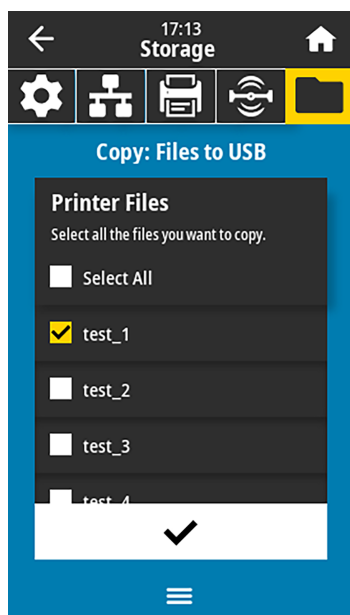 17:13
Storage
Copy: Files to USB
Printer Files
Select all the files you want to copy.
Select All
test_1
test_2
test_3
test_4